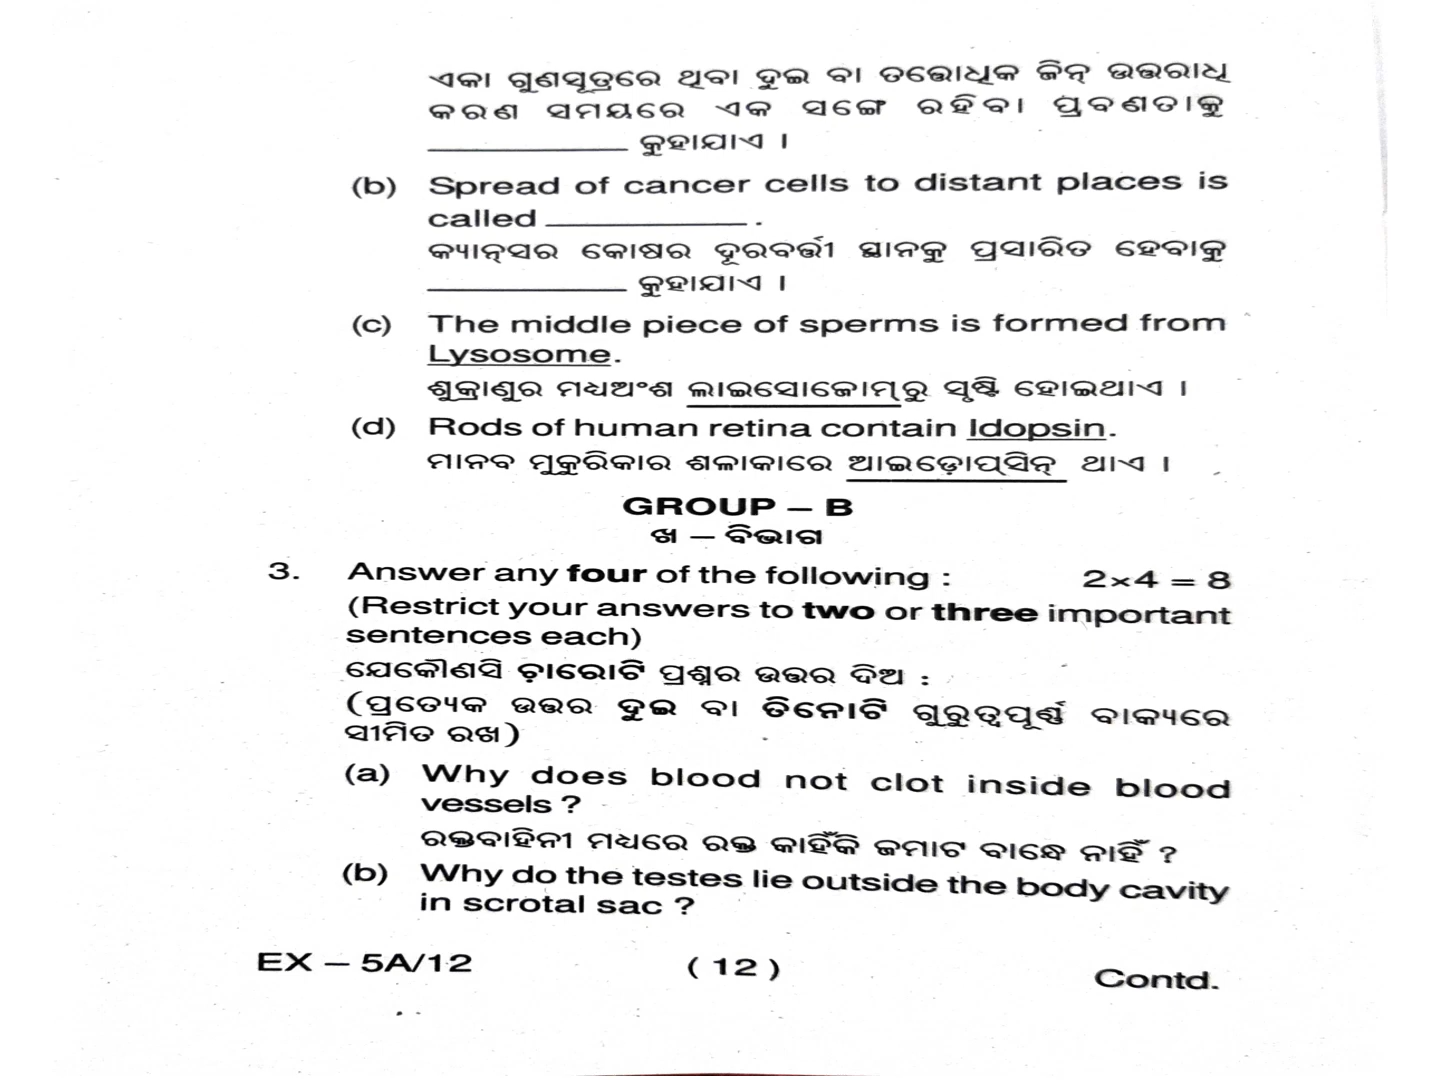 ଏକା ଗୁଣସୂତ୍ରରେ ଥିବା ଦୁଇ ବା ତତୋଧିକ ଜିନ୍ ଉତ୍ତରାଧି
କରଣ ସମୟରେ ଏକ ସଙ୍ଗେ ରହିବା ପ୍ରବଣତାକୁ
____________ କୁହାଯାଏ ।
(b) Spread of cancer cells to distant places is
called ____________ .
କ୍ୟାନ୍‌ସର କୋଷର ଦୂରବର୍ତ୍ତୀ ସ୍ଥାନକୁ ପ୍ରସାରିତ ହେବାକୁ
____________ କୁହାଯାଏ ।
(c) The middle piece of sperms is formed from
Lysosome.
ଶୁକ୍ରାଣୁର ମଧ୍ୟଅଂଶ ଲାଇସୋଜୋମ୍‌ରୁ ସୃଷ୍ଟି ହୋଇଥାଏ ।
(d) Rods of human retina contain Idopsin.
ମାନବ ମୁକୁରିକାର ଶଳାକାରେ ଆଇଡ଼ୋପ୍‌ସିନ୍ ଥାଏ ।
GROUP – B
ଖ – ବିଭାଗ
3. Answer any four of the following : 2×4 = 8
(Restrict your answers to two or three important
sentences each)
ଯେକୌଣସି ଚ଼ାରୋଟି ପ୍ରଶ୍ନର ଉତ୍ତର ଦିଅ :
(ପ୍ରତ୍ୟେକ ଉତ୍ତର ଦୁଇ ବା ତିନୋଟି ଗୁରୁତ୍ୱପୂର୍ଣ୍ଣ ବାକ୍ୟରେ
ସୀମିତ ରଖ)
(a) Why does blood not clot inside blood
vessels ?
ରକ୍ତବାହିନୀ ମଧ୍ୟରେ ରକ୍ତ କାହିଁକି ଜମାଟ ବାନ୍ଧେ ନାହିଁ ?
(b) Why do the testes lie outside the body cavity
in scrotal sac ?
EX – 5A/12 ( 12 ) Contd.